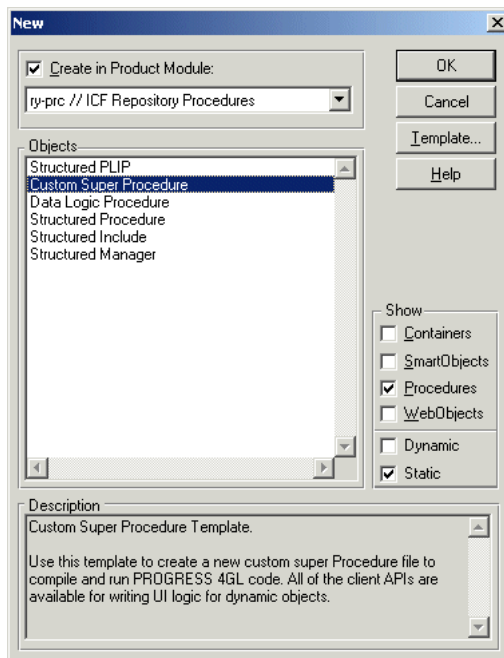 New
Create in Product Module:
ry-prc // ICF Repository Procedures
OK
Cancel
Template...
Help
Objects
Structured PLIP
Custom Super Procedure
Data Logic Procedure
Structured Procedure
Structured Include
Structured Manager
Show
Containers
SmartObjects
Procedures
WebObjects
Dynamic
Static
Description
Custom Super Procedure Template.
Use this template to create a new custom super Procedure file to
compile and run PROGRESS 4GL code. All of the client APIs are
available for writing UI logic for dynamic objects.